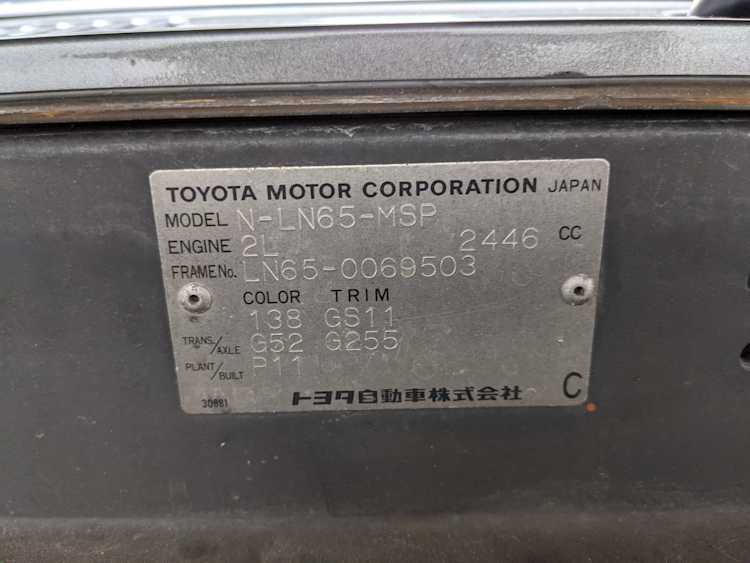 TOYOTA MOTOR CORPORATION JAPAN
MODEL N-LN65-MSP
ENGINE 2L 2446 CC
FRAME No. LN65-0069503
COLOR TRIM
138 GS11
TRANS./AXLE G52 G255
PLANT/BUILT P11
トヨタ自動車株式会社 C
30881